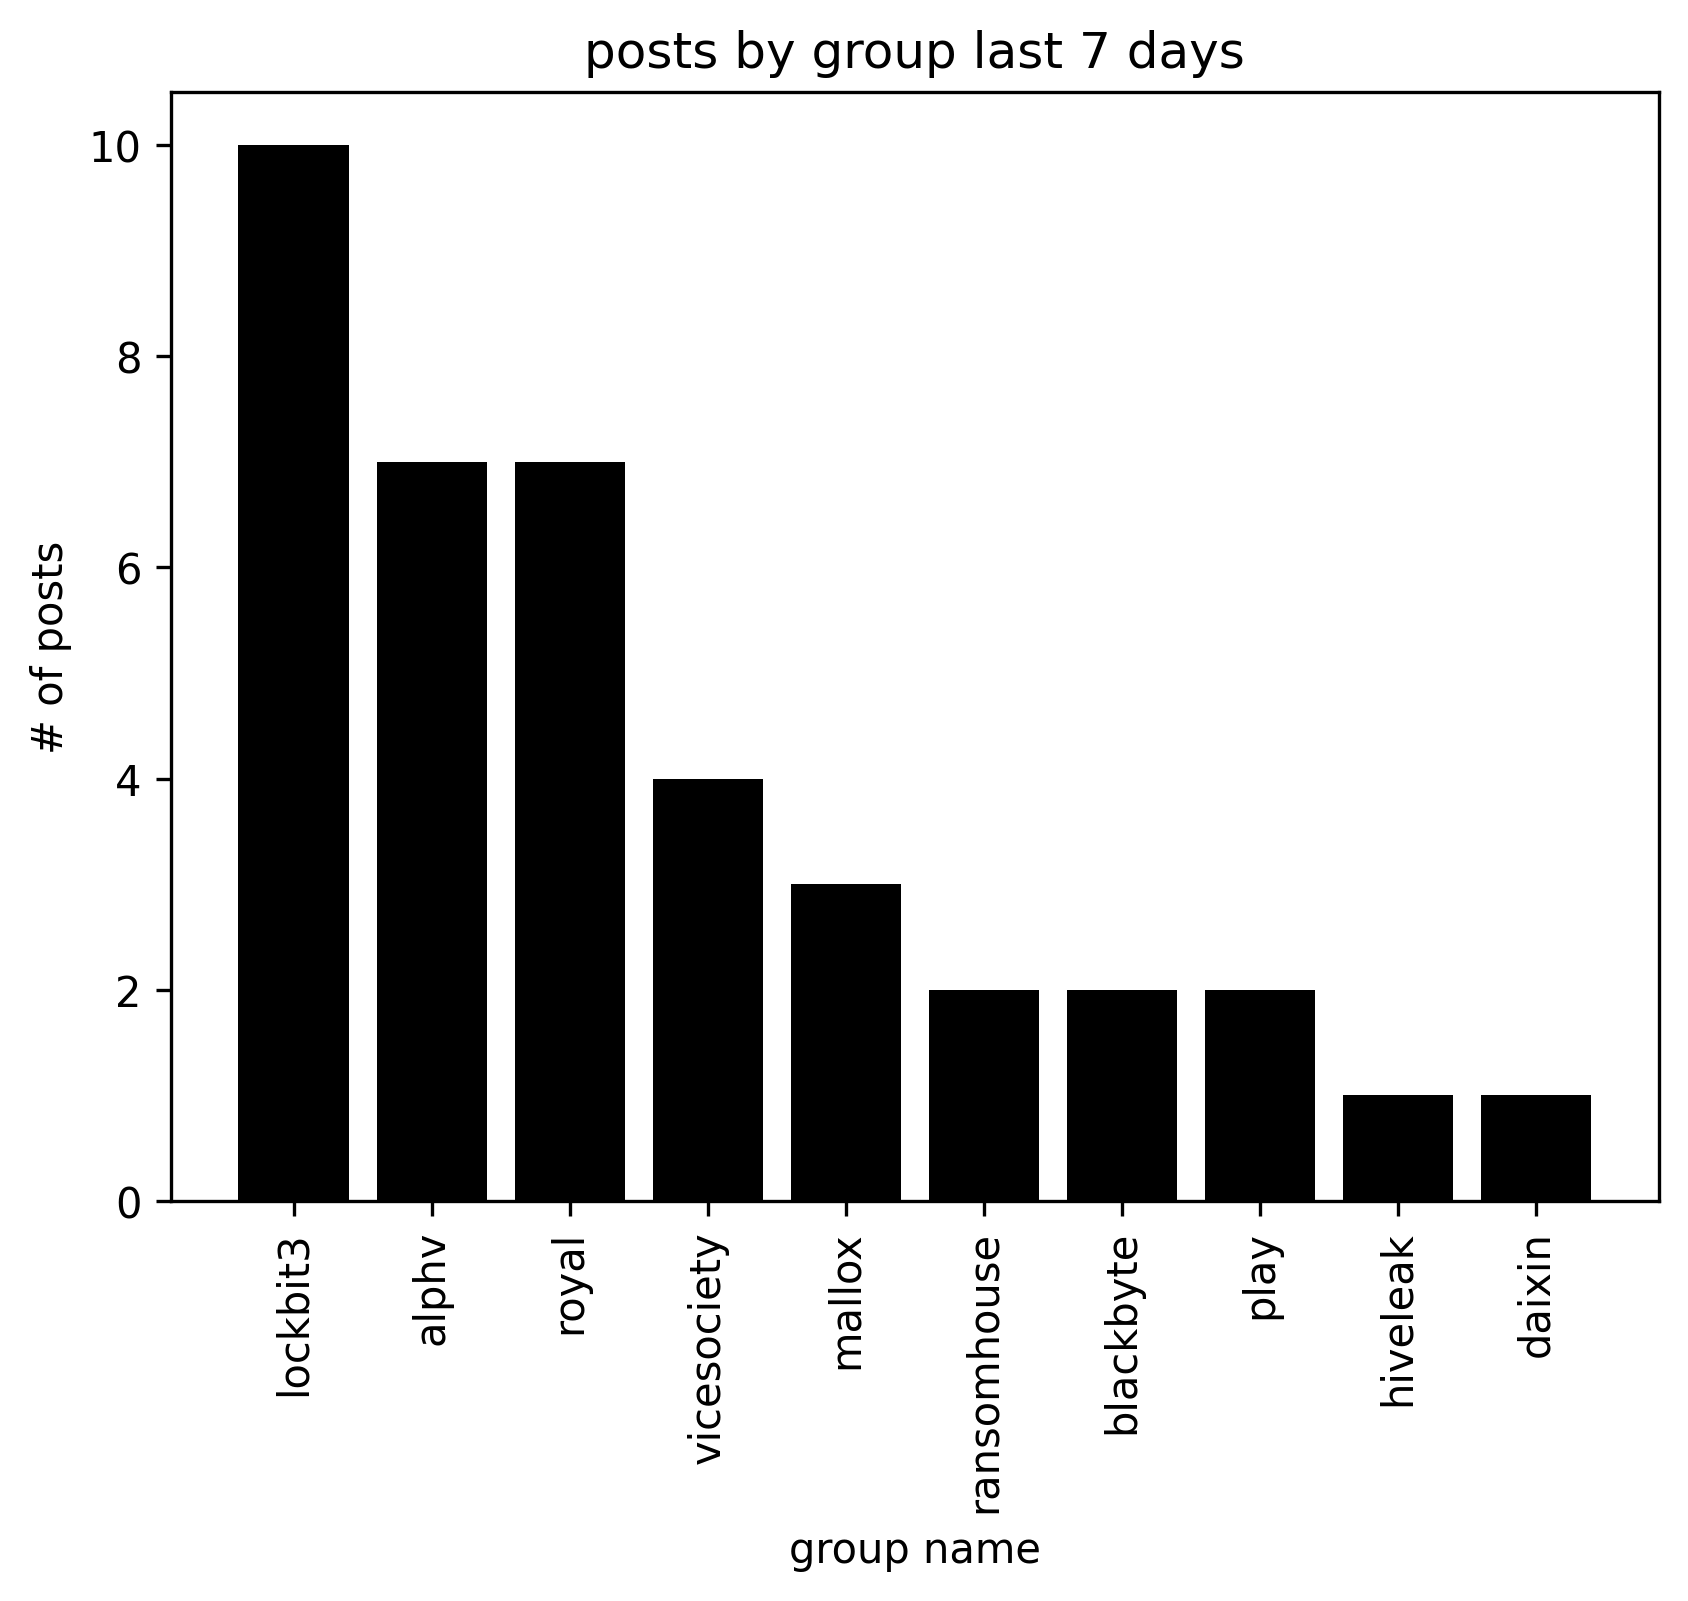 posts by group last 7 days
10
8
6
4
2
0
# of posts
lockbit3
alphv
royal
vicesociety
mallox
ransomhouse
blackbyte
play
hiveleak
daixin
group name